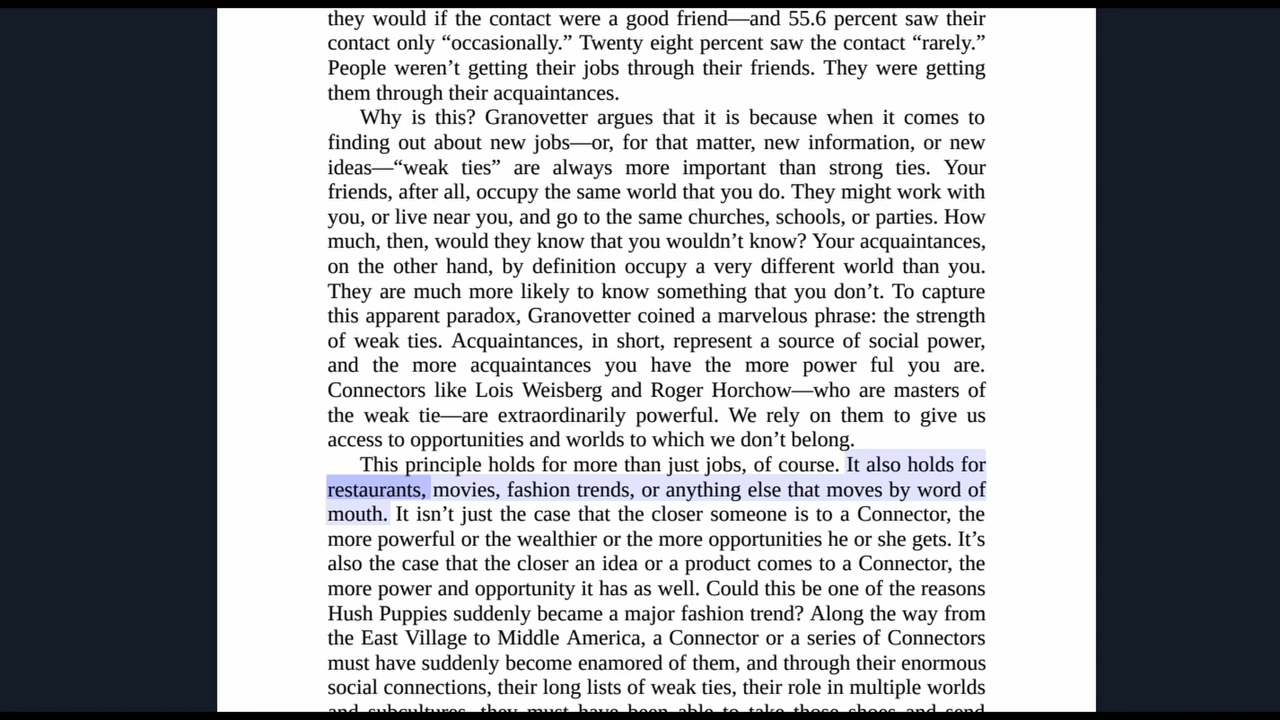 they would if the contact were a good friend—and 55.6 percent saw their
contact only “occasionally.” Twenty eight percent saw the contact “rarely.”
People weren’t getting their jobs through their friends. They were getting
them through their acquaintances.
Why is this? Granovetter argues that it is because when it comes to
finding out about new jobs—or, for that matter, new information, or new
ideas—“weak ties” are always more important than strong ties. Your
friends, after all, occupy the same world that you do. They might work with
you, or live near you, and go to the same churches, schools, or parties. How
much, then, would they know that you wouldn’t know? Your acquaintances,
on the other hand, by definition occupy a very different world than you.
They are much more likely to know something that you don’t. To capture
this apparent paradox, Granovetter coined a marvelous phrase: the strength
of weak ties. Acquaintances, in short, represent a source of social power,
and the more acquaintances you have the more power ful you are.
Connectors like Lois Weisberg and Roger Horchow—who are masters of
the weak tie—are extraordinarily powerful. We rely on them to give us
access to opportunities and worlds to which we don’t belong.
This principle holds for more than just jobs, of course. It also holds for
restaurants, movies, fashion trends, or anything else that moves by word of
mouth. It isn’t just the case that the closer someone is to a Connector, the
more powerful or the wealthier or the more opportunities he or she gets. It’s
also the case that the closer an idea or a product comes to a Connector, the
more power and opportunity it has as well. Could this be one of the reasons
Hush Puppies suddenly became a major fashion trend? Along the way from
the East Village to Middle America, a Connector or a series of Connectors
must have suddenly become enamored of them, and through their enormous
social connections, their long lists of weak ties, their role in multiple worlds
and subcultures, they must have been able to take those shoes and send